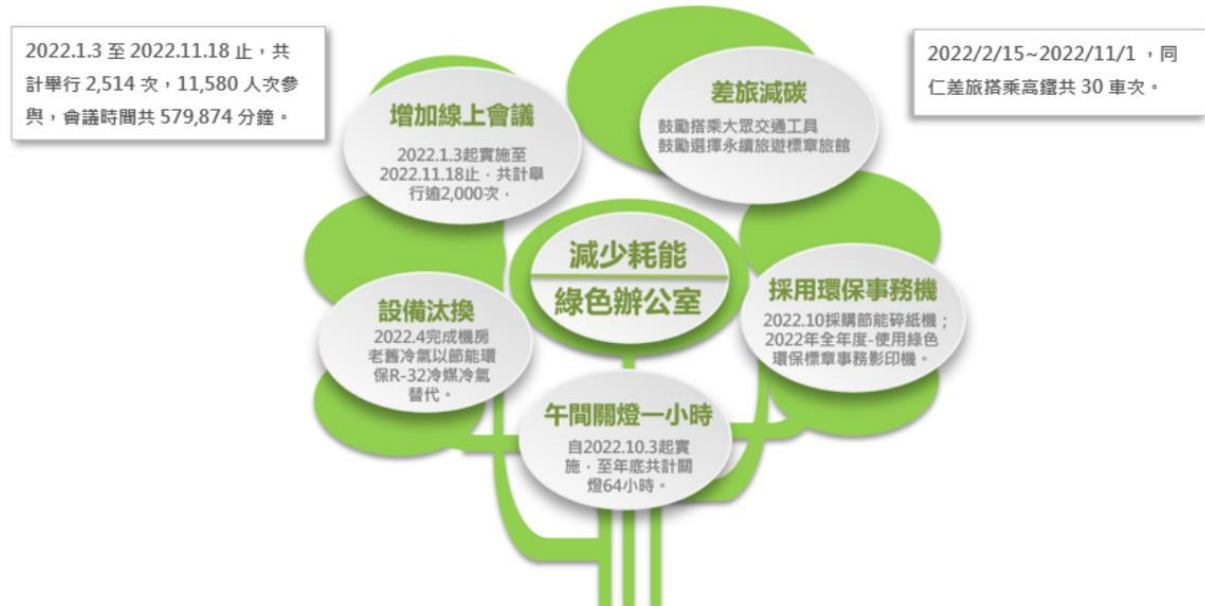 2022.1.3 至 2022.11.18 止，共
計舉行 2,514 次，11,580 人次參
與，會議時間共 579,874 分鐘。
2022/2/15~2022/11/1 ，同
仁差旅搭乘高鐵共 30 車次。
增加線上會議
2022.1.3起實施至
2022.11.18止，共計舉
行逾2,000次．
差旅減碳
鼓勵搭乘大眾交通工具
鼓勵選擇永續旅遊標章旅館
減少耗能
綠色辦公室
設備汰換
2022.4完成機房
老舊冷氣以節能環
保R-32冷媒冷氣
替代。
採用環保事務機
2022.10採購節能碎紙機；
2022年全年度-使用綠色
環保標章事務影印機。
午間關燈一小時
自2022.10.3起實
施，至年底共計關
燈64小時。